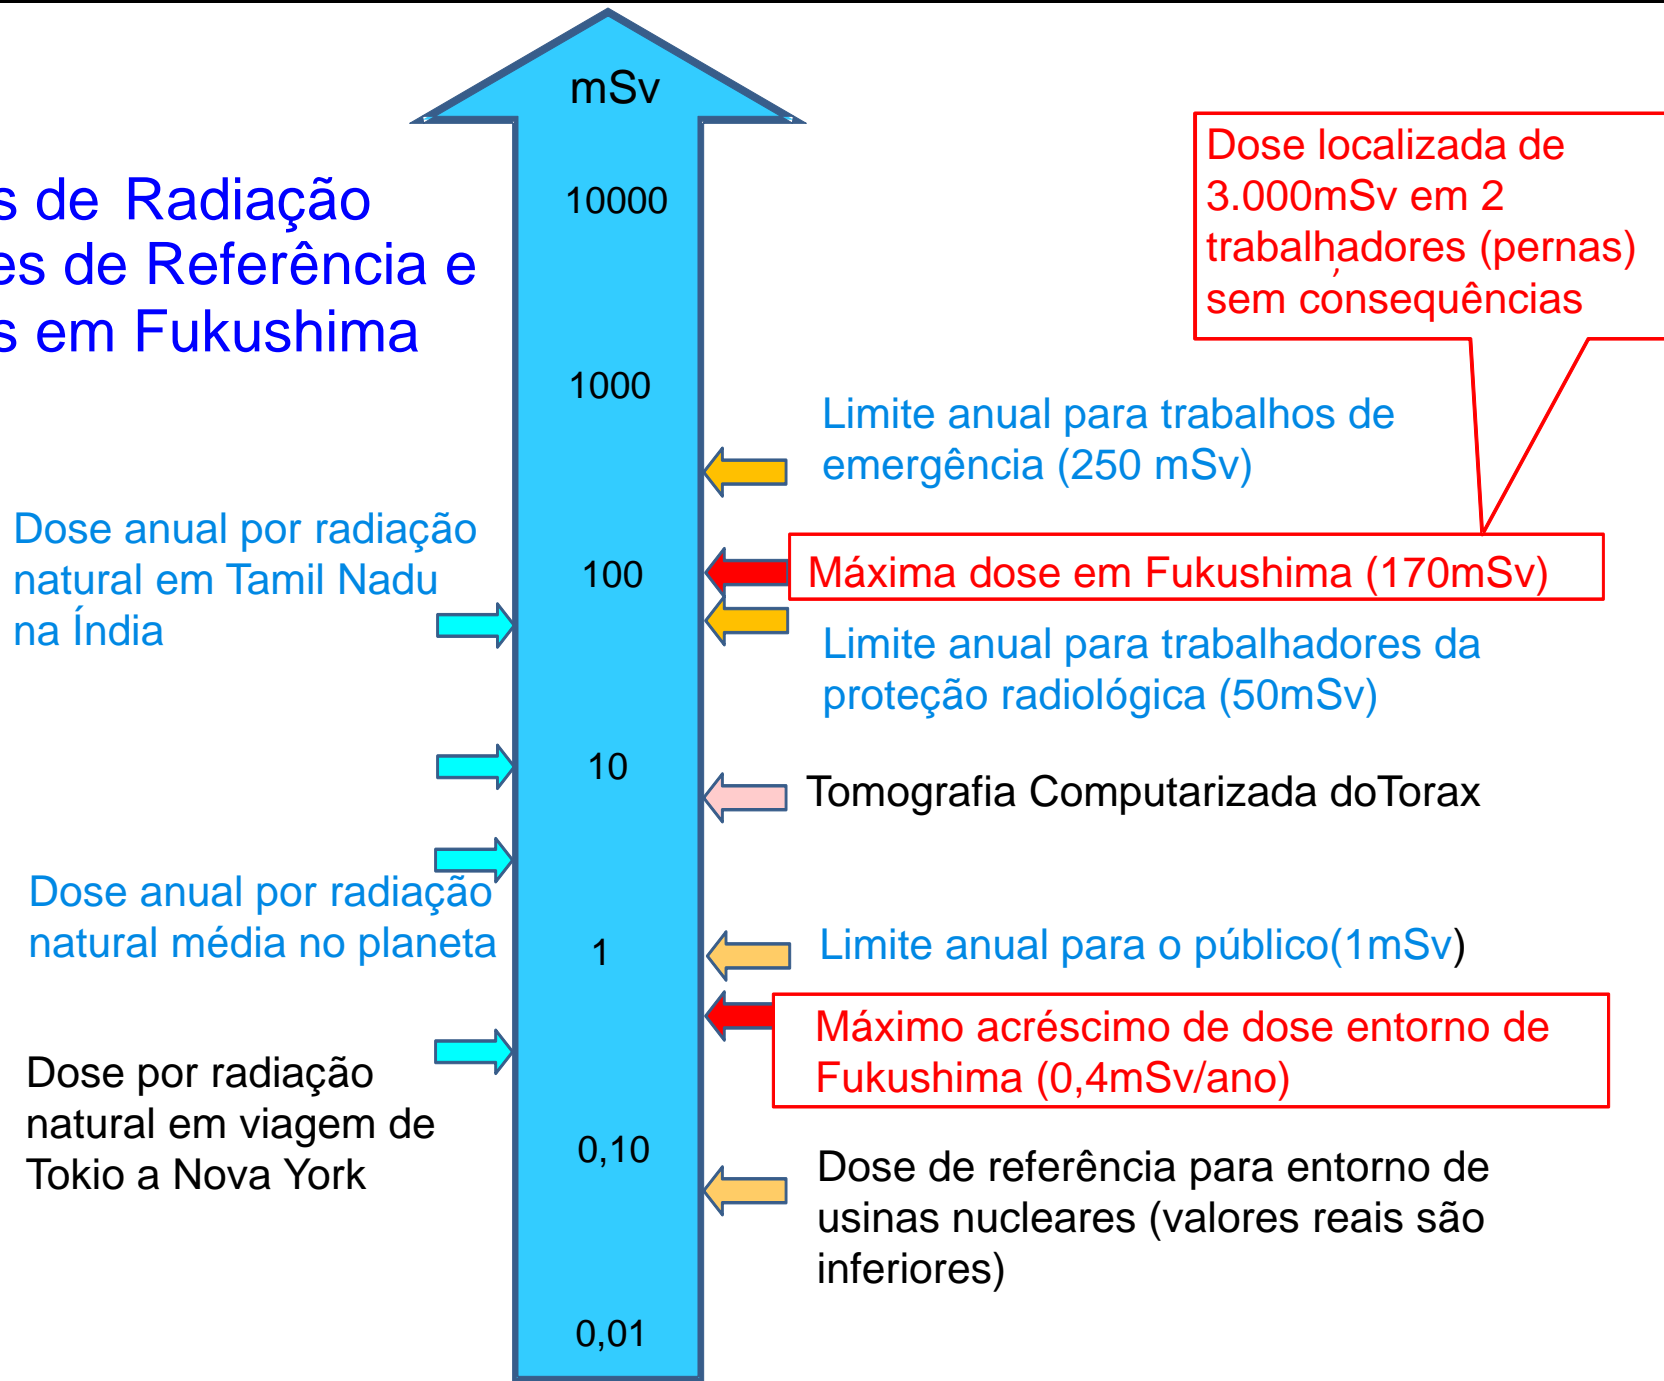 mSv
s de Radiação
es de Referência e
s em Fukushima
10000
1000
100
10
1
0,10
0,01
Dose localizada de
3.000mSv em 2
trabalhadores (pernas)
sem consequências
Limite anual para trabalhos de
emergência (250 mSv)
Dose anual por radiação
natural em Tamil Nadu
na Índia
Máxima dose em Fukushima (170mSv)
Limite anual para trabalhadores da
proteção radiológica (50mSv)
Tomografia Computarizada doTorax
Dose anual por radiação
natural média no planeta
Limite anual para o público(1mSv)
Máximo acréscimo de dose entorno de
Fukushima (0,4mSv/ano)
Dose por radiação
natural em viagem de
Tokio a Nova York
Dose de referência para entorno de
usinas nucleares (valores reais são
inferiores)